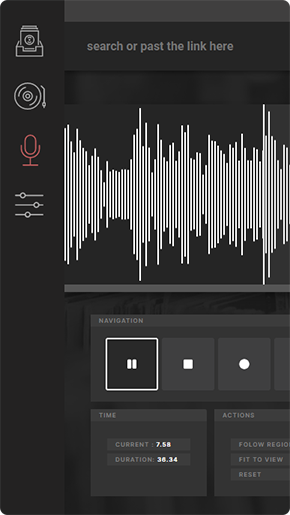 search or past the link here
NAVIGATION
TIME
ACTIONS
CURRENT : 7.58
DURATION: 36.34
FOLOW REGIO
FIT TO VIEW
RESET